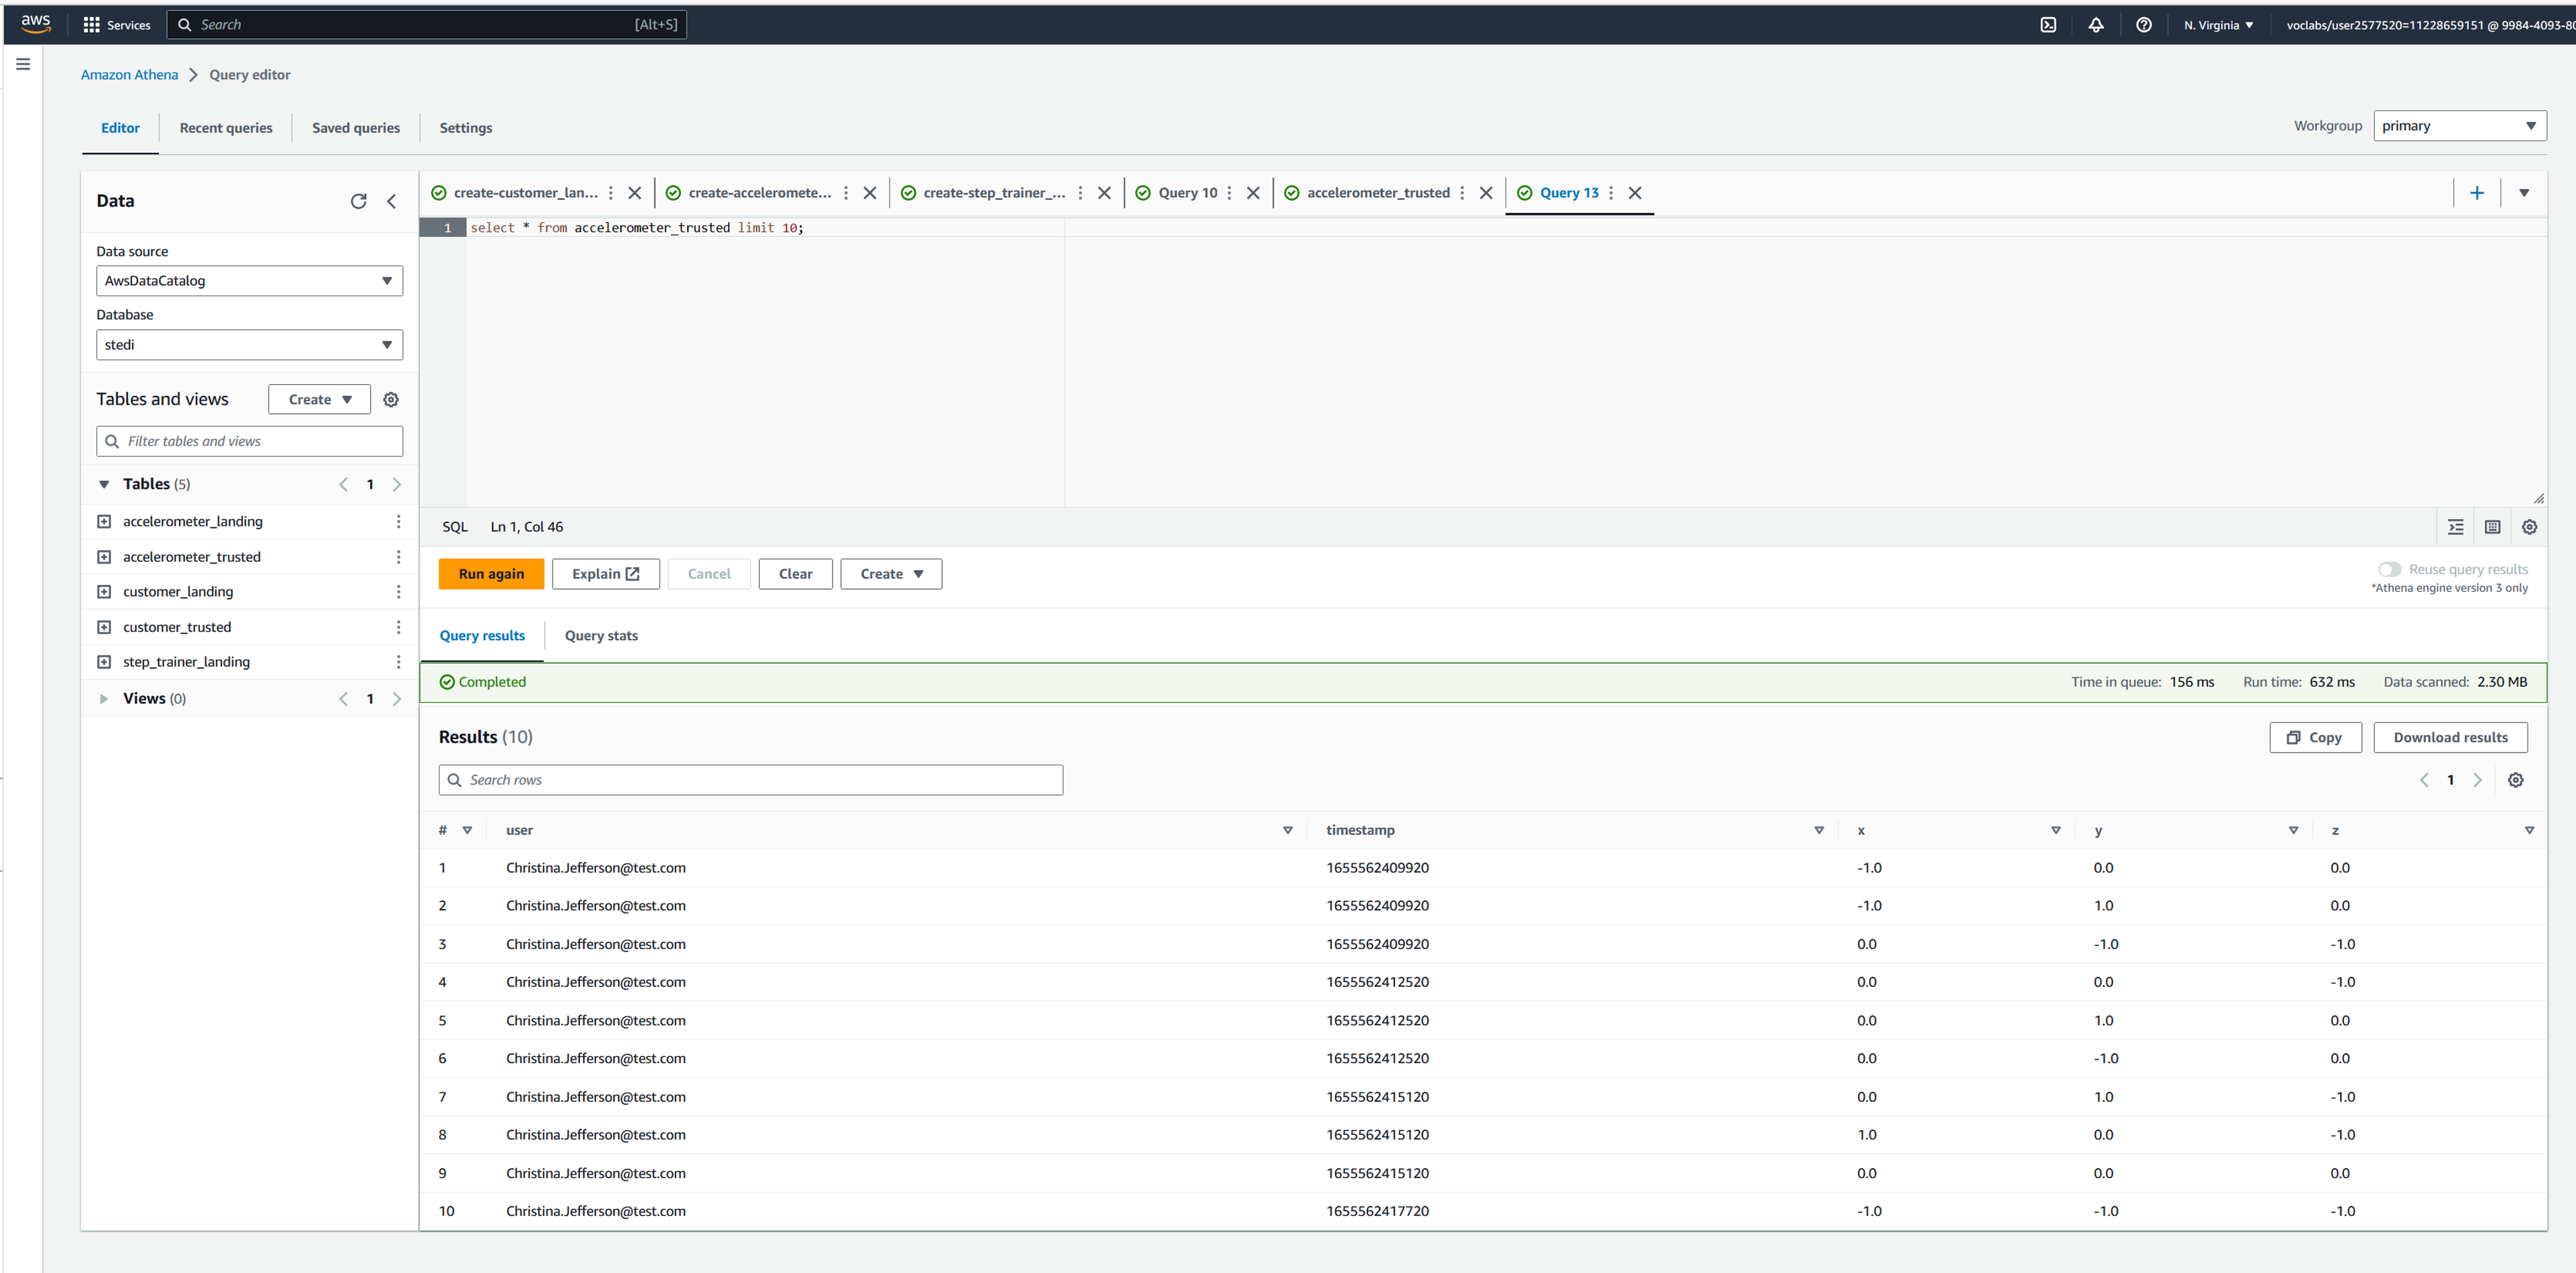 aws Services Search [Alt+S] N. Virginia voclabs/user2577520=11228659151 @ 9984-4093-80
Amazon Athena Query editor
Editor Recent queries Saved queries Settings Workgroup primary
Data
Data source
AwsDataCatalog
Database
stedi
Tables and views Create
Filter tables and views
Tables (5) 1
accelerometer_landing
accelerometer_trusted
customer_landing
customer_trusted
step_trainer_landing
Views (0) 1
create-customer_lan... create-acceleromete... create-step_trainer_... Query 10 accelerometer_trusted Query 13
1 select * from accelerometer_trusted limit 10;
SQL Ln 1, Col 46
Run again Explain Cancel Clear Create Reuse query results
*Athena engine version 3 only
Query results Query stats
Completed Time in queue: 156 ms Run time: 632 ms Data scanned: 2.30 MB
Results (10) Copy Download results
Search rows 1
# user timestamp x y z
1 Christina.Jefferson@test.com 1655562409920 -1.0 0.0 0.0
2 Christina.Jefferson@test.com 1655562409920 -1.0 1.0 0.0
3 Christina.Jefferson@test.com 1655562409920 0.0 -1.0 -1.0
4 Christina.Jefferson@test.com 1655562412520 0.0 0.0 -1.0
5 Christina.Jefferson@test.com 1655562412520 0.0 1.0 0.0
6 Christina.Jefferson@test.com 1655562412520 0.0 -1.0 0.0
7 Christina.Jefferson@test.com 1655562415120 0.0 1.0 -1.0
8 Christina.Jefferson@test.com 1655562415120 1.0 0.0 -1.0
9 Christina.Jefferson@test.com 1655562415120 0.0 0.0 0.0
10 Christina.Jefferson@test.com 1655562417720 -1.0 -1.0 -1.0